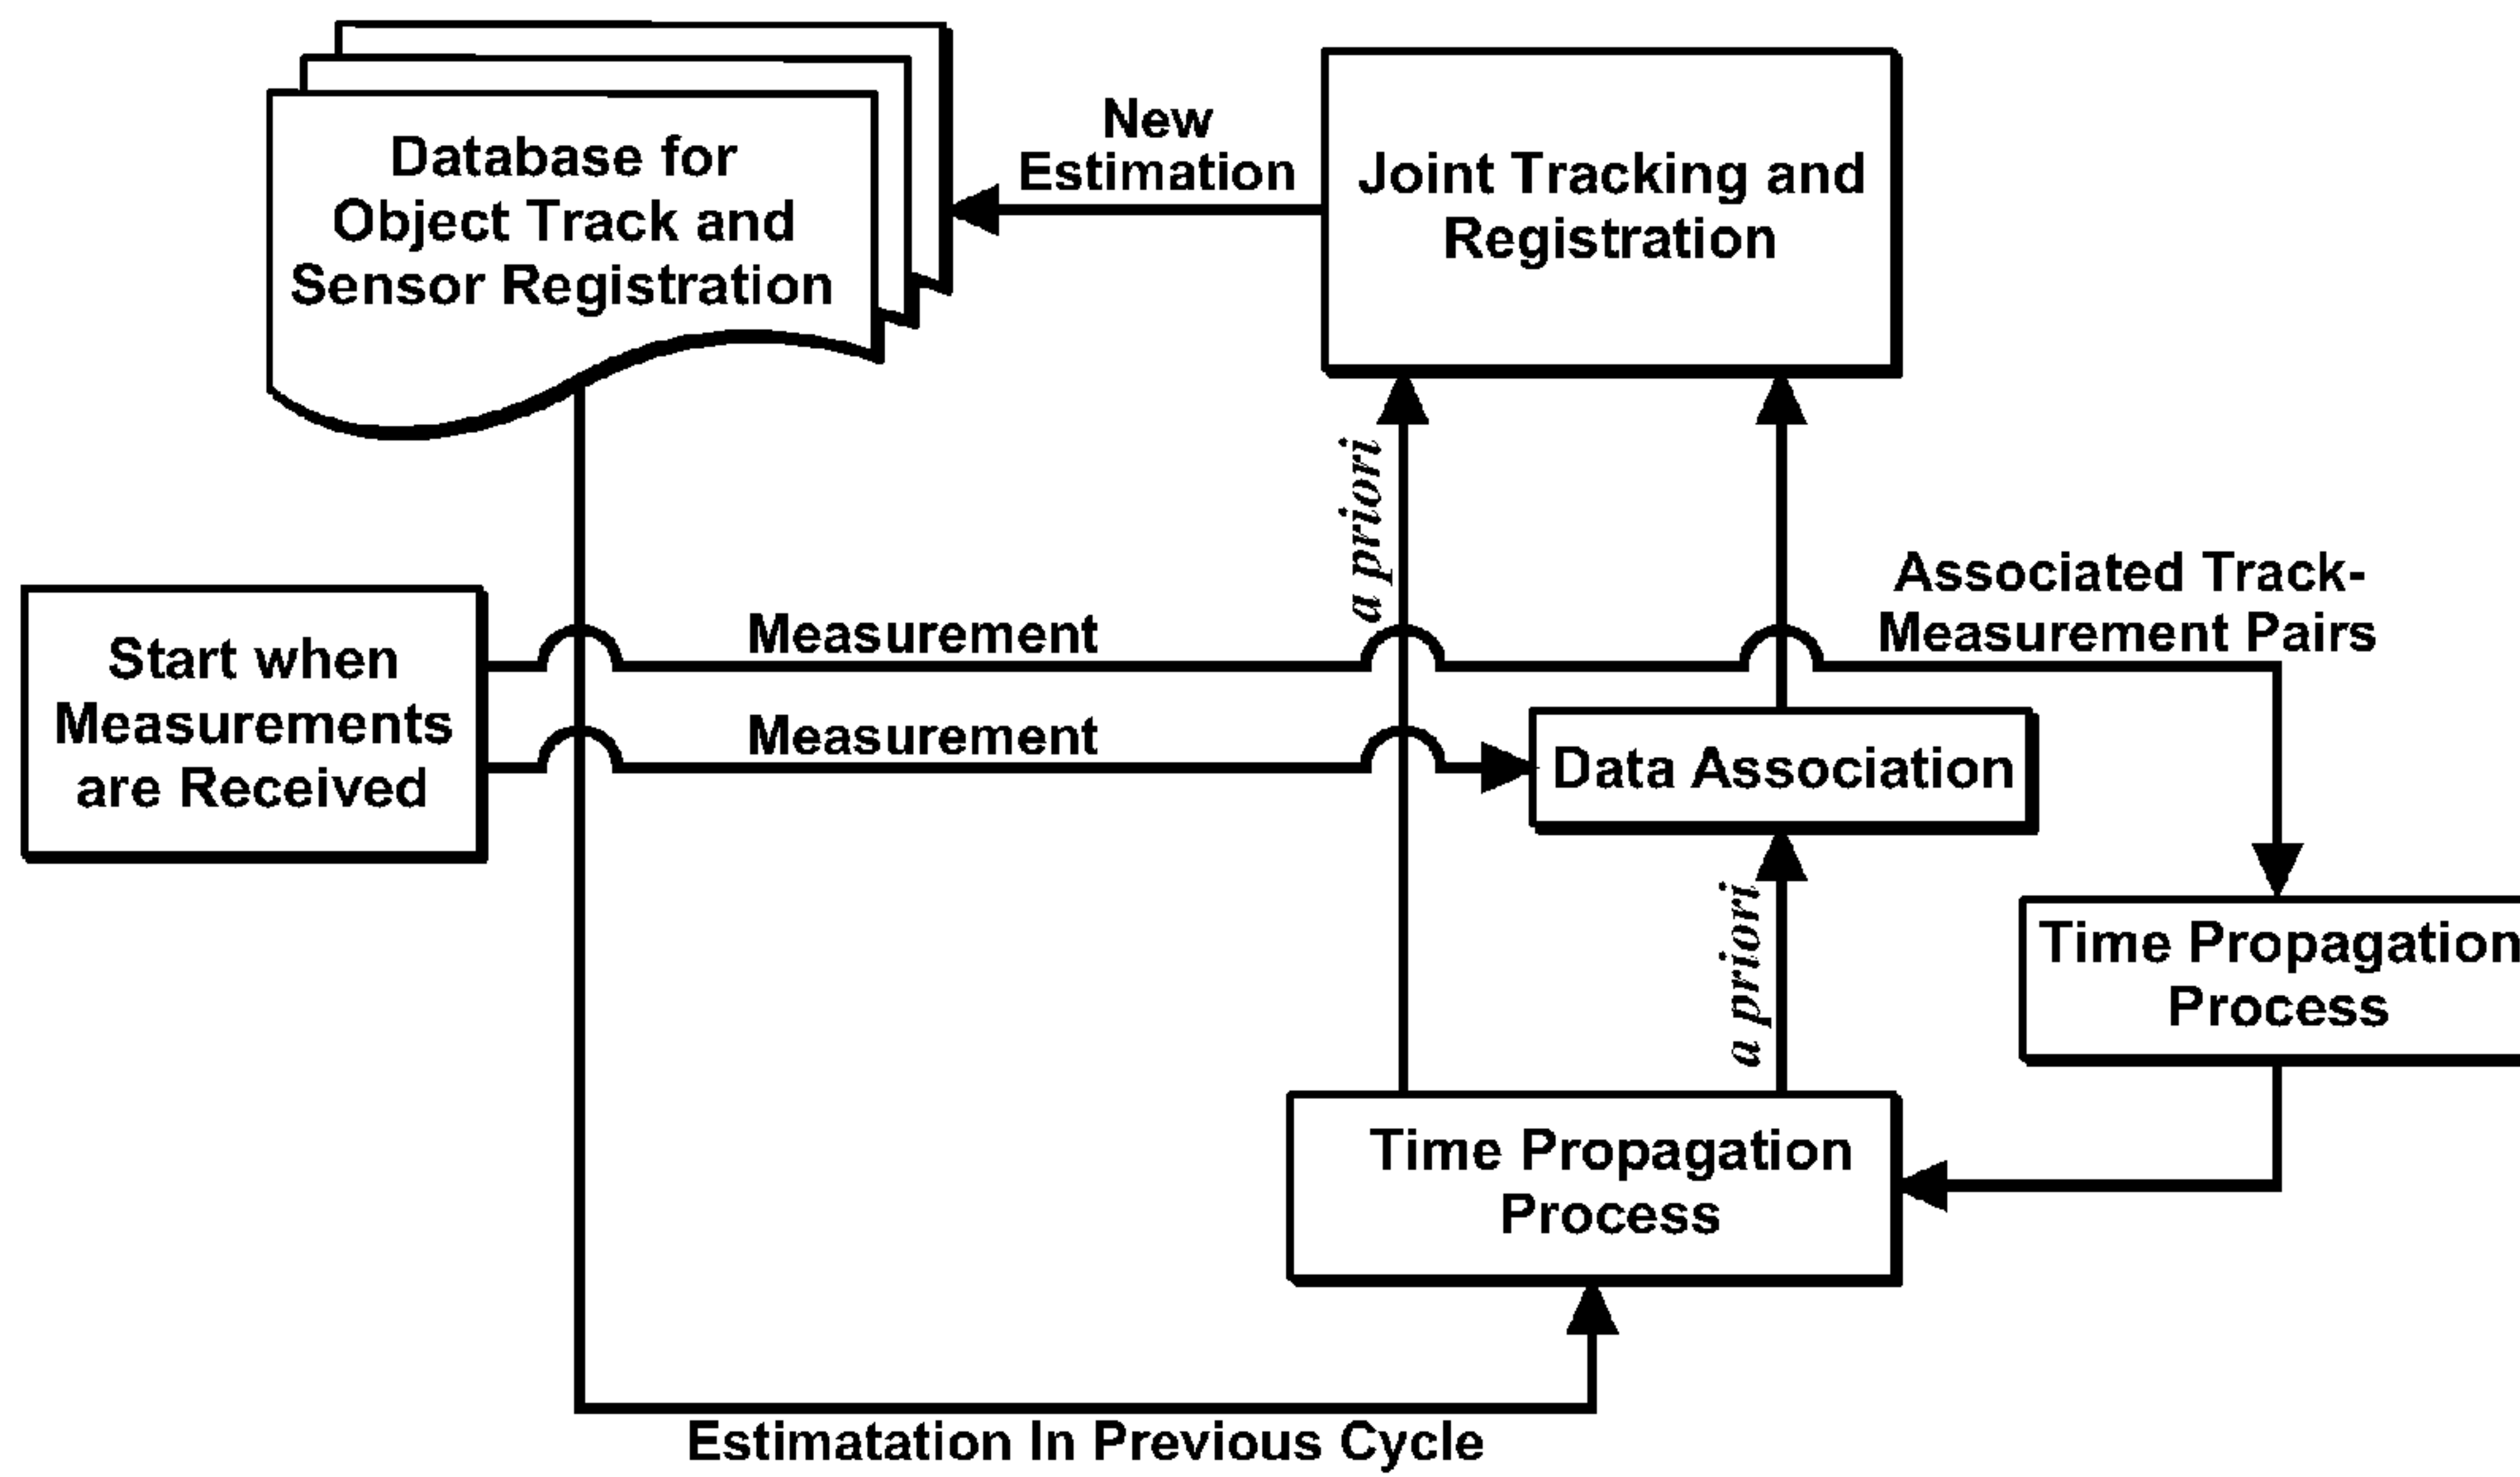 Database for
Object Track and
Sensor Registration
New
Estimation
Joint Tracking and
Registration
a priori
Associated Track-
Measurement Pairs
Start when
Measurements
are Received
Measurement
Measurement
Data Association
a priori
Time Propagation
Process
Time Propagation
Process
Estimatation In Previous Cycle